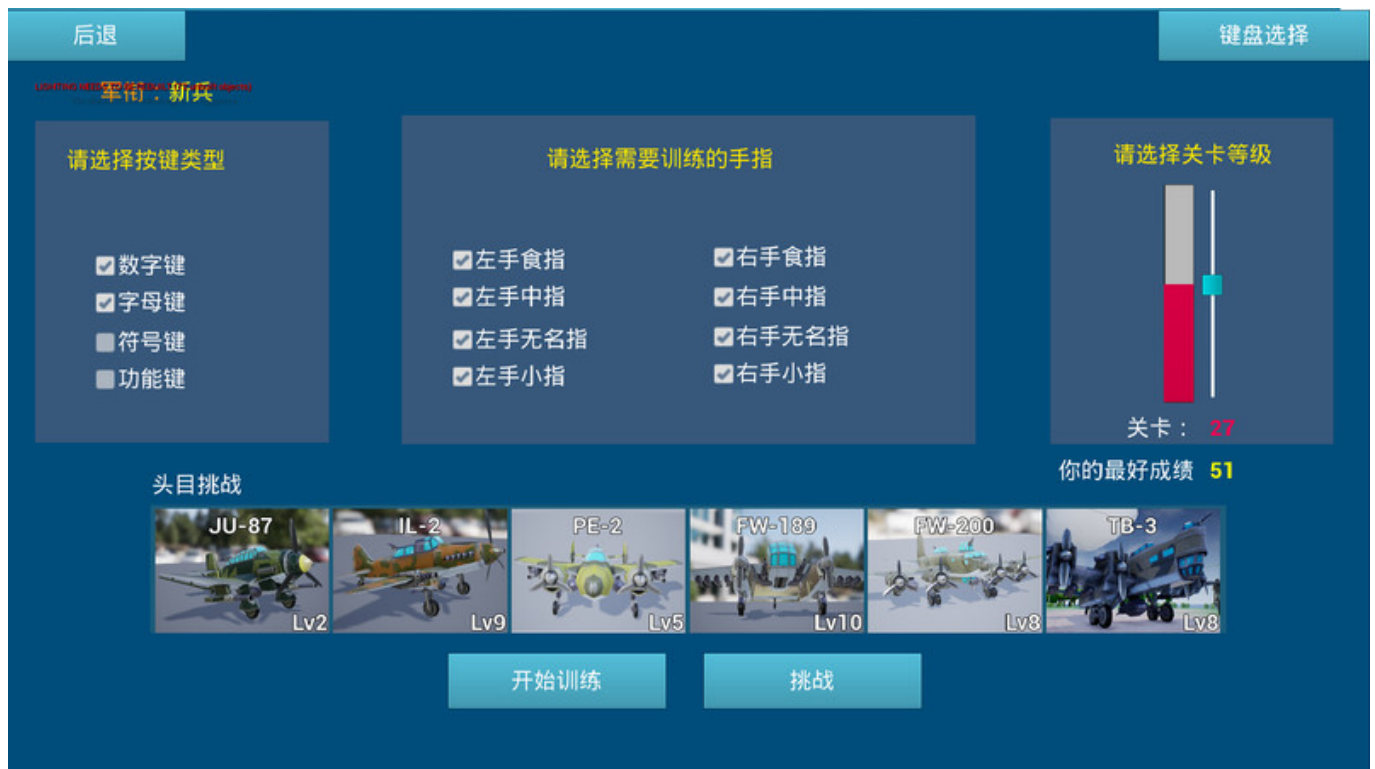 后退
键盘选择
军衔：新兵
请选择按键类型
数字键
字母键
符号键
功能键
请选择需要训练的手指
左手食指
右手食指
左手中指
右手中指
左手无名指
右手无名指
左手小指
右手小指
请选择关卡等级
关卡： 27
你的最好成绩 51
头目挑战
JU-87
IL-2
PE-2
FW-189
FW-200
TB-3
Lv2
Lv9
Lv5
Lv10
Lv8
Lv8
开始训练
挑战